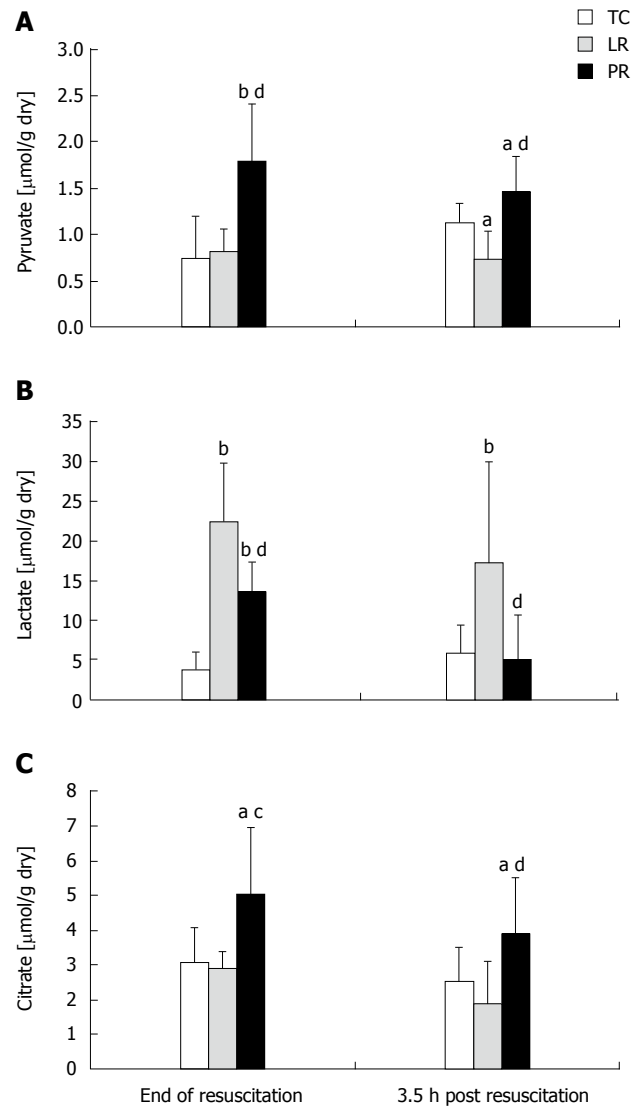 A
TC
LR
PR
Pyruvate [μmol/g dry]
3.0
2.5
2.0
1.5
1.0
0.5
0.0
b d
a d
a
B
Lactate [μmol/g dry]
35
30
25
20
15
10
5
0
b
b d
b
d
C
Citrate [μmol/g dry]
8
7
6
5
4
3
2
1
0
a c
a d
End of resuscitation
3.5 h post resuscitation